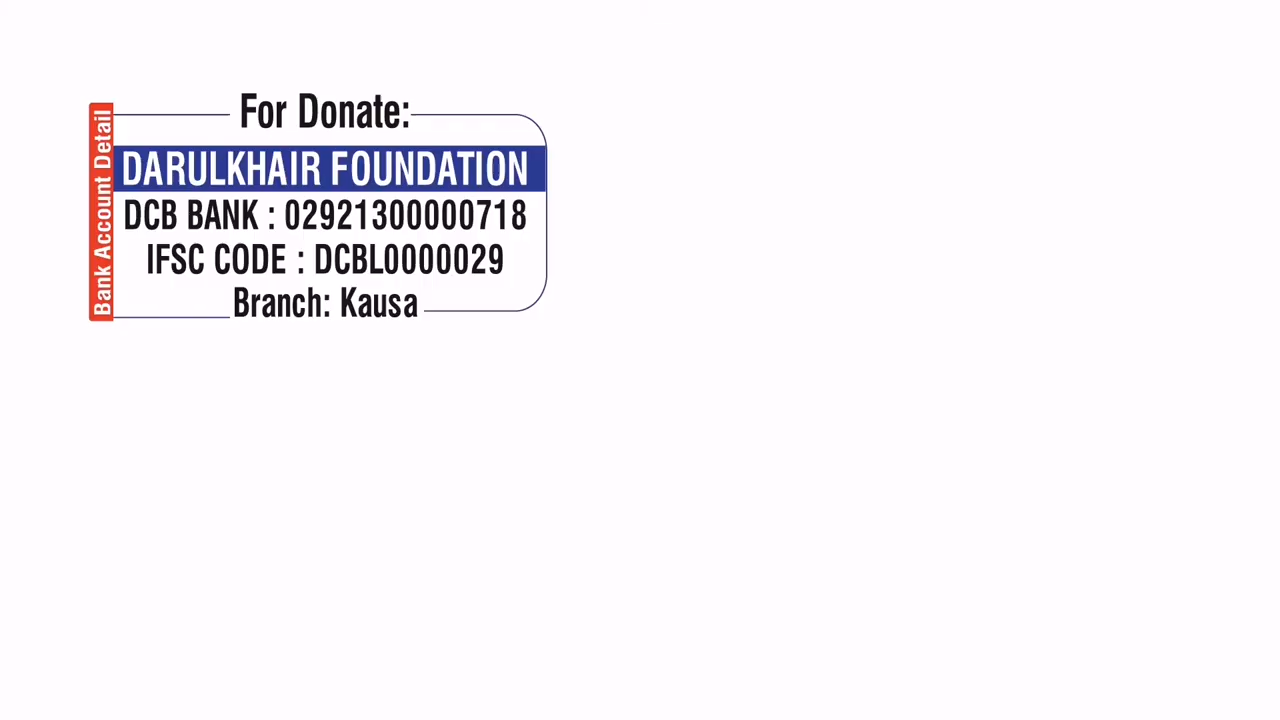 For Donate:
Bank Account Detail
DARULKHAIR FOUNDATION
DCB BANK : 02921300000718
IFSC CODE : DCBL0000029
Branch: Kausa